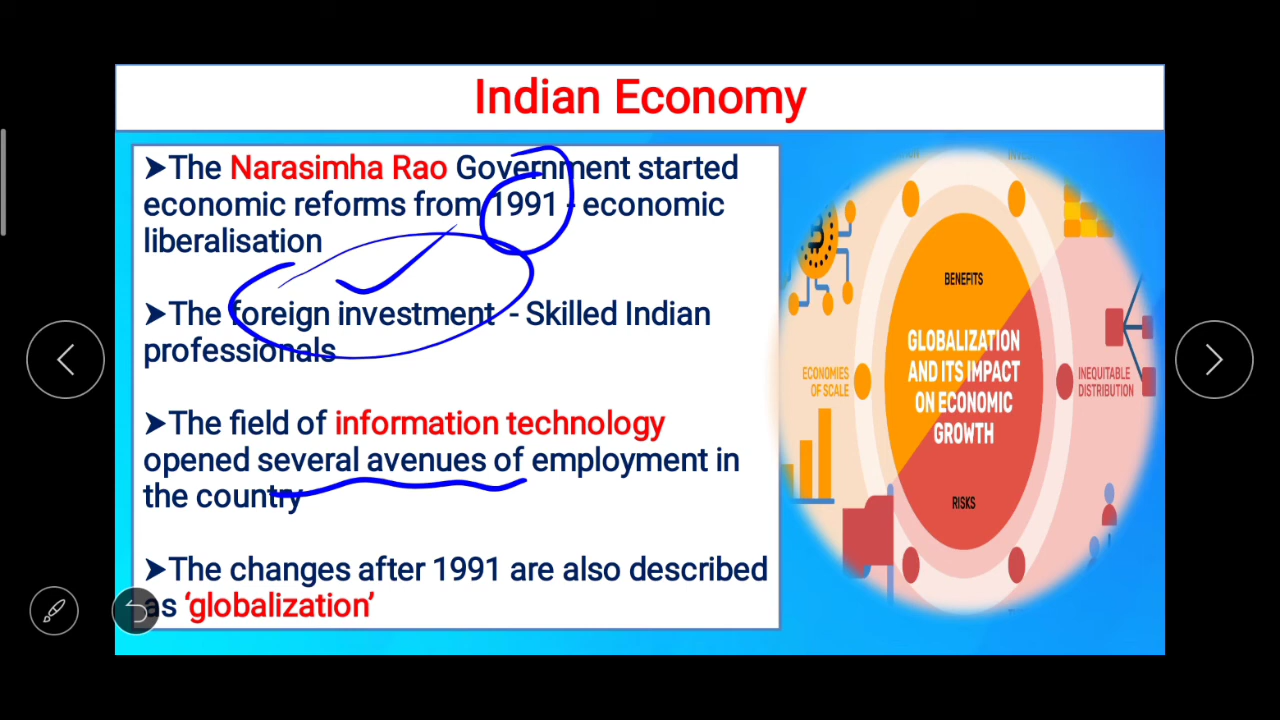 Indian Economy
➤The Narasimha Rao Government started
economic reforms from 1991 - economic
liberalisation
➤The foreign investment - Skilled Indian
professionals
➤The field of information technology
opened several avenues of employment in
the country
➤The changes after 1991 are also described
as ‘globalization’
BENEFITS
GLOBALIZATION
AND ITS IMPACT
ON ECONOMIC
GROWTH
ECONOMIES
OF SCALE
INEQUITABLE
DISTRIBUTION
RISKS